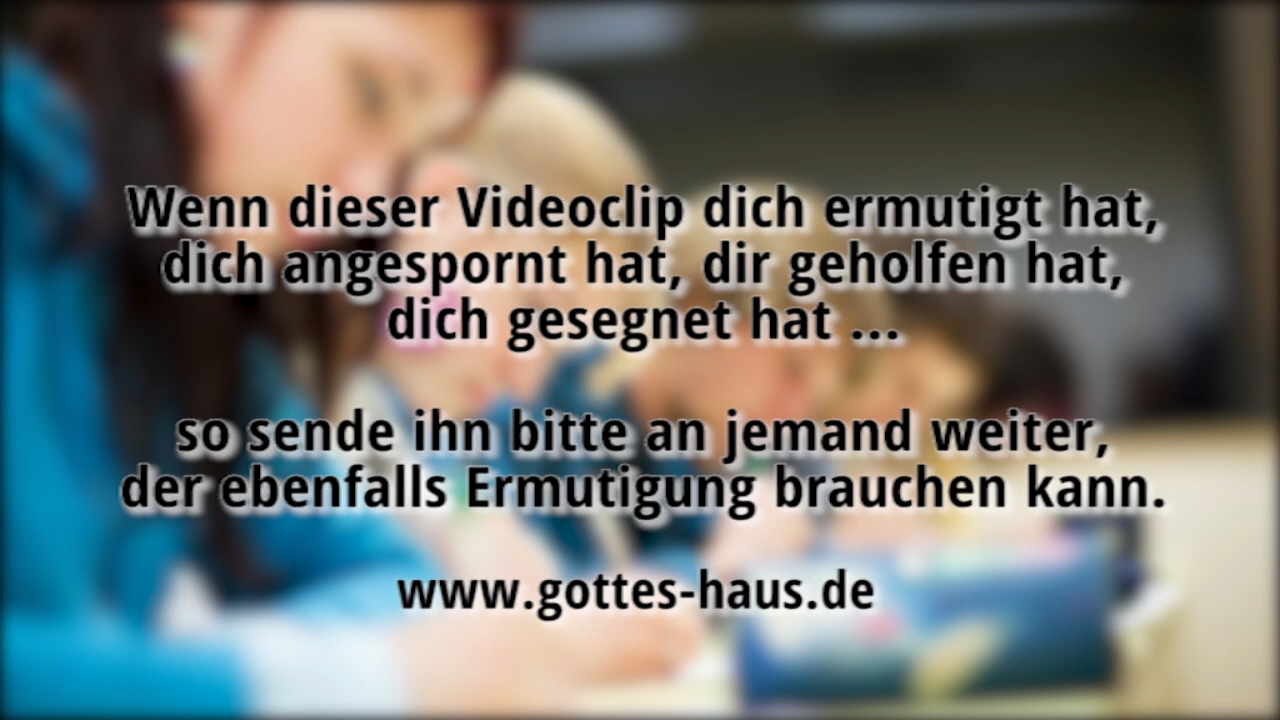 Wenn dieser Videoclip dich ermutigt hat,
dich angespornt hat, dir geholfen hat,
dich gesegnet hat ...
so sende ihn bitte an jemand weiter,
der ebenfalls Ermutigung brauchen kann.
www.gottes-haus.de